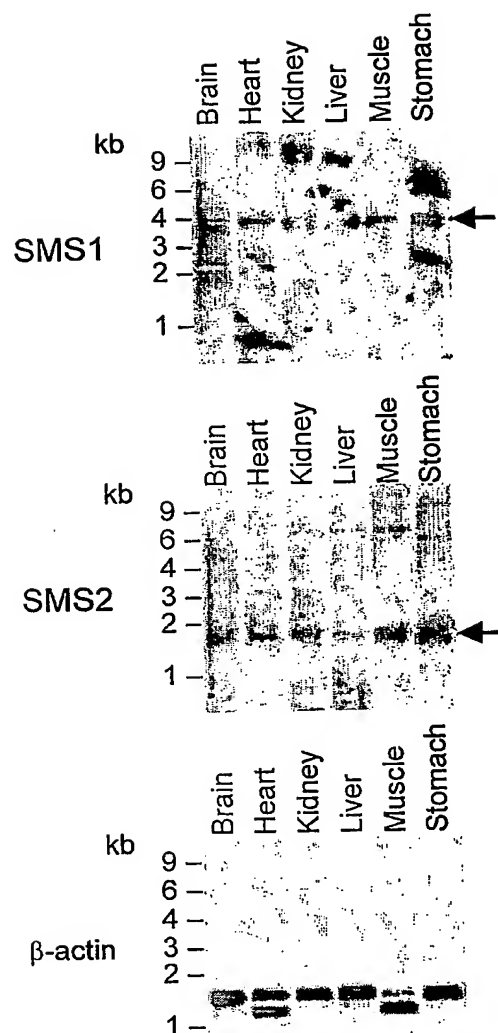 Brain Heart Kidney Liver Muscle Stomach
kb
9
6
4
SMS1
3
2
1
Brain Heart Kidney Liver Muscle Stomach
kb
9
6
4
SMS2
3
2
1
Brain Heart Kidney Liver Muscle Stomach
kb
9
6
4
β-actin
3
2
1